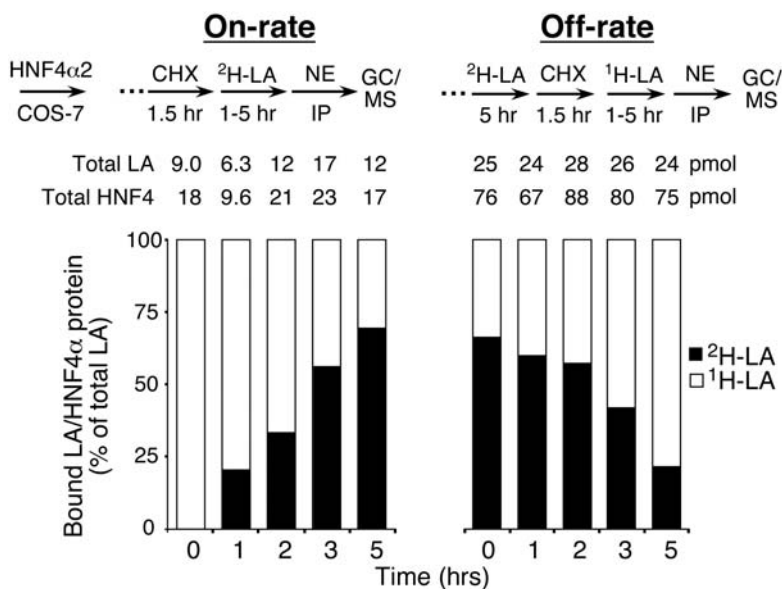 On-rate Off-rate
HNF4α2 COS-7
CHX ²H-LA NE GC/MS
1.5 hr 1-5 hr IP
²H-LA CHX ¹H-LA NE GC/MS
5 hr 1.5 hr 1-5 hr IP
Total LA 9.0 6.3 12 17 12 25 24 28 26 24 pmol
Total HNF4 18 9.6 21 23 17 76 67 88 80 75 pmol
Bound LA/HNF4α protein
(% of total LA)
100
75
50
25
0
²H-LA
¹H-LA
0 1 2 3 5 0 1 2 3 5
Time (hrs)